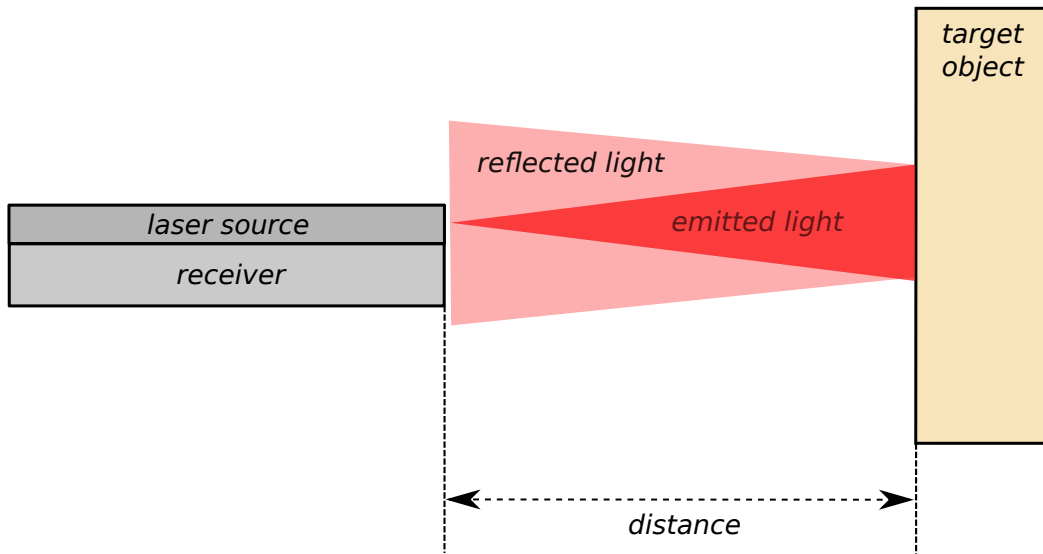 target
object
reflected light
laser source
emitted light
receiver
distance